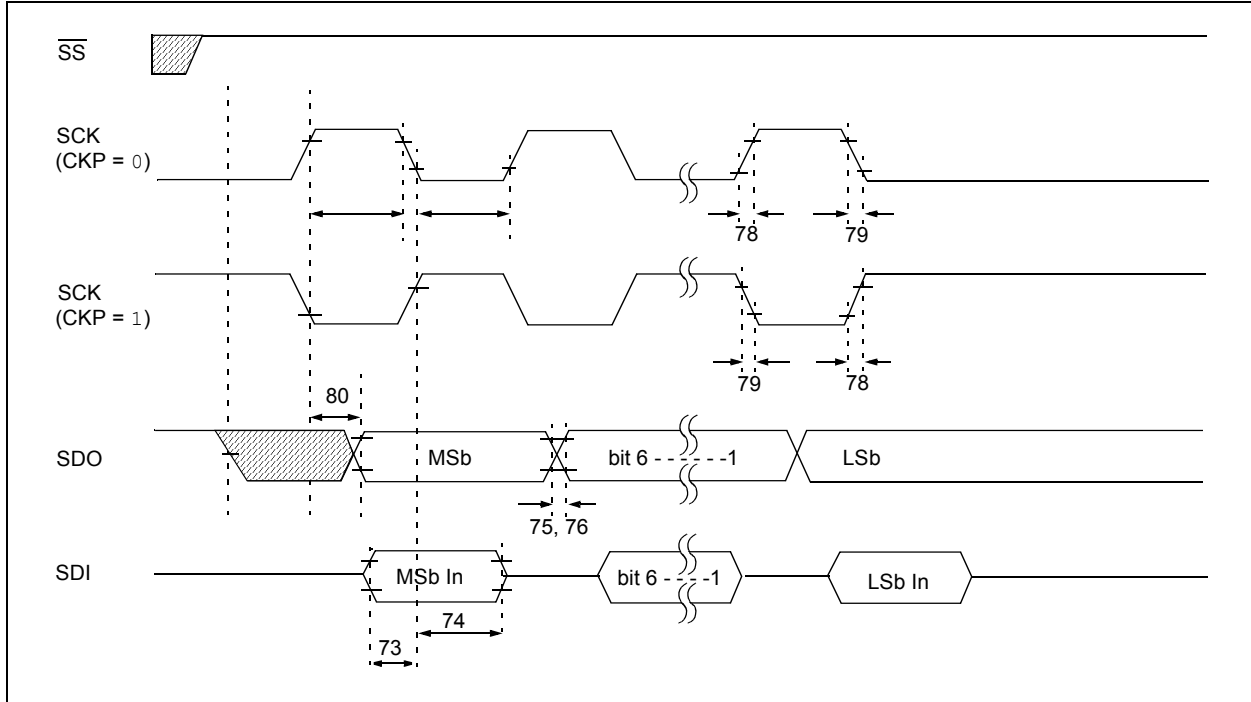 SS
SCK
(CKP = 0)
78
79
SCK
(CKP = 1)
79
78
80
SDO
MSb
bit 6 - - - - - -1
LSb
75, 76
SDI
MSb In
bit 6 - - - -1
LSb In
74
73